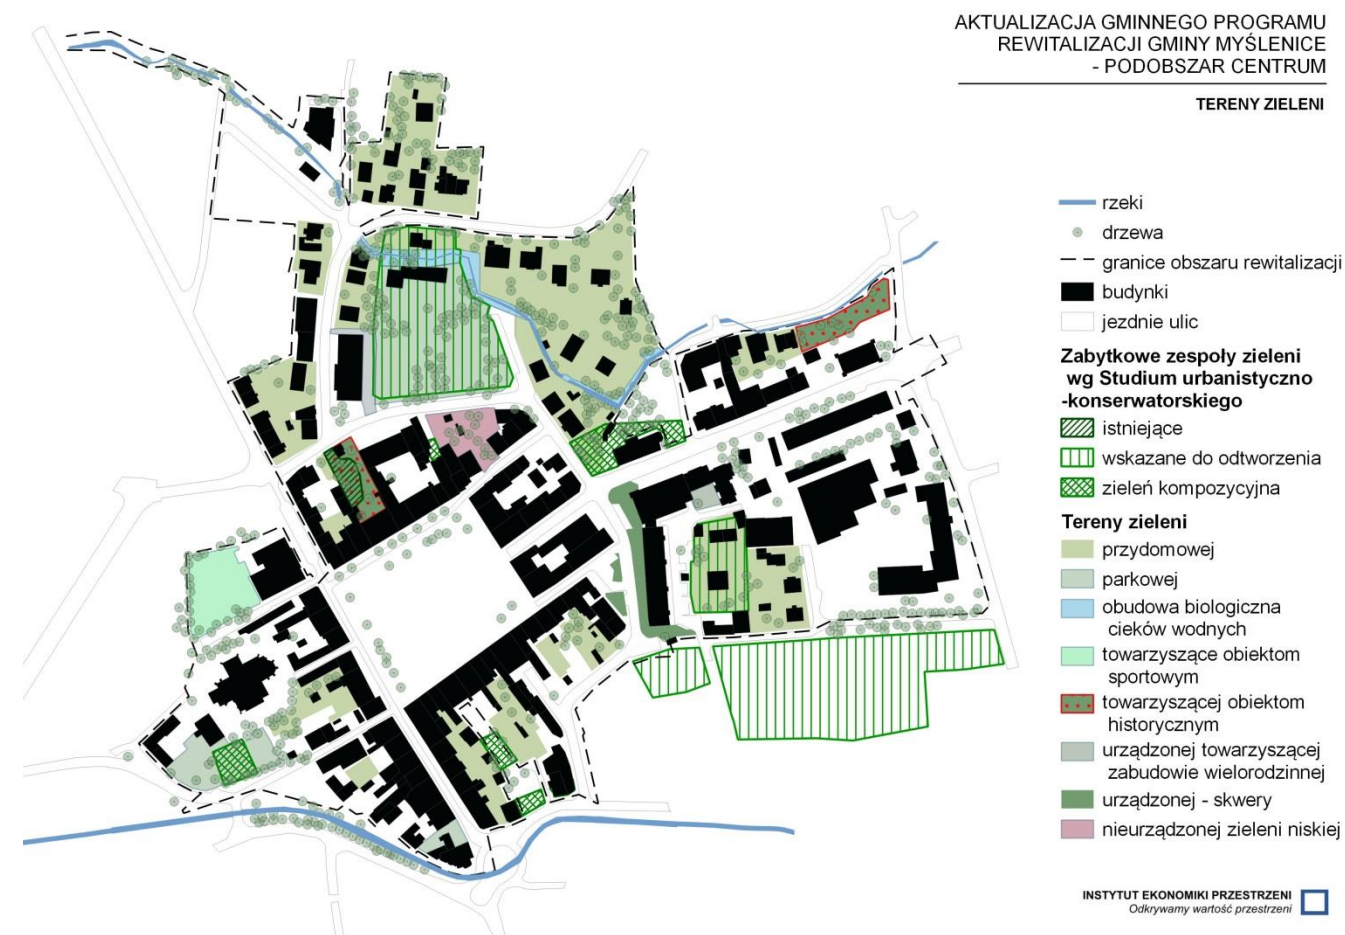 AKTUALIZACJA GMINNEGO PROGRAMU
REWITALIZACJI GMINY MYŚLENICE
- PODOBSZAR CENTRUM
TERENY ZIELENI
rzeki
drzewa
granice obszaru rewitalizacji
budynki
jezdnie ulic
Zabytkowe zespoły zieleni
wg Studium urbanistyczno
-konserwatorskiego
istniejące
wskazane do odtworzenia
zieleń kompozycyjna
Tereny zieleni
przydomowej
parkowej
obudowa biologiczna
cieków wodnych
towarzyszące obiektom
sportowym
towarzyszącej obiektom
historycznym
urządzonej towarzyszącej
zabudowie wielorodzinnej
urządzonej - skwery
nieurządzonej zieleni niskiej
INSTYTUT EKONOMIKI PRZESTRZENI
Odkrywamy wartość przestrzeni